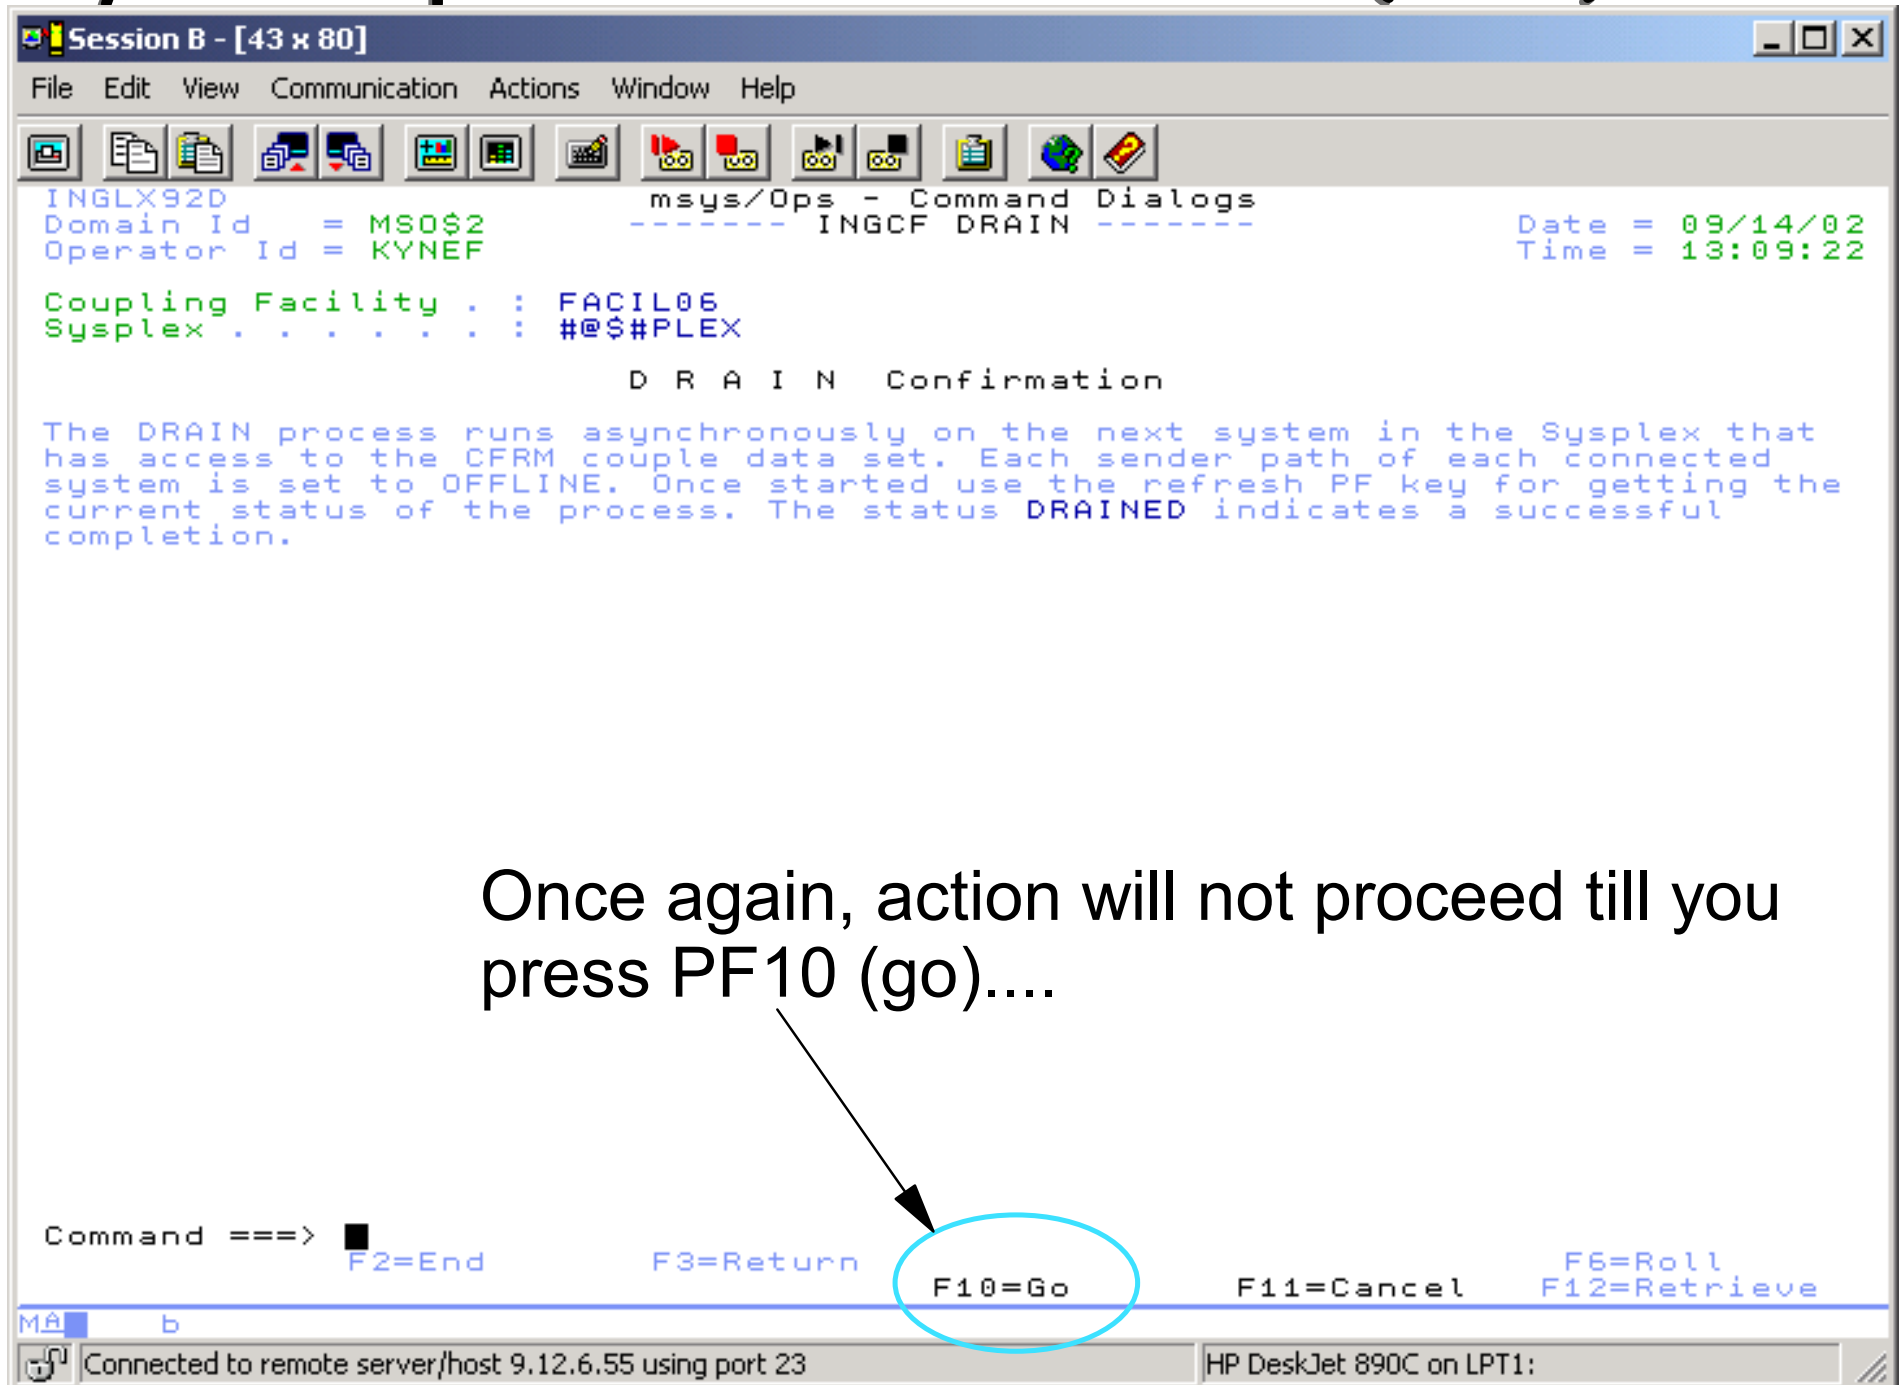 Session B - [43 x 80]
File Edit View Communication Actions Window Help
INGLX92D msys/Ops - Command Dialogs
Domain Id = MSO$2 ------- INGCF DRAIN ------- Date = 09/14/02
Operator Id = KYNEF Time = 13:09:22
Coupling Facility . : FACIL06
Sysplex . . . . . . : #@$#PLEX
D R A I N Confirmation
The DRAIN process runs asynchronously on the next system in the Sysplex that
has access to the CFRM couple data set. Each sender path of each connected
system is set to OFFLINE. Once started use the refresh PF key for getting the
current status of the process. The status DRAINED indicates a successful
completion.
Once again, action will not proceed till you
press PF10 (go)....
Command ===>
F2=End F3=Return F6=Roll
F10=Go F11=Cancel F12=Retrieve
MA b
Connected to remote server/host 9.12.6.55 using port 23 HP DeskJet 890C on LPT1: